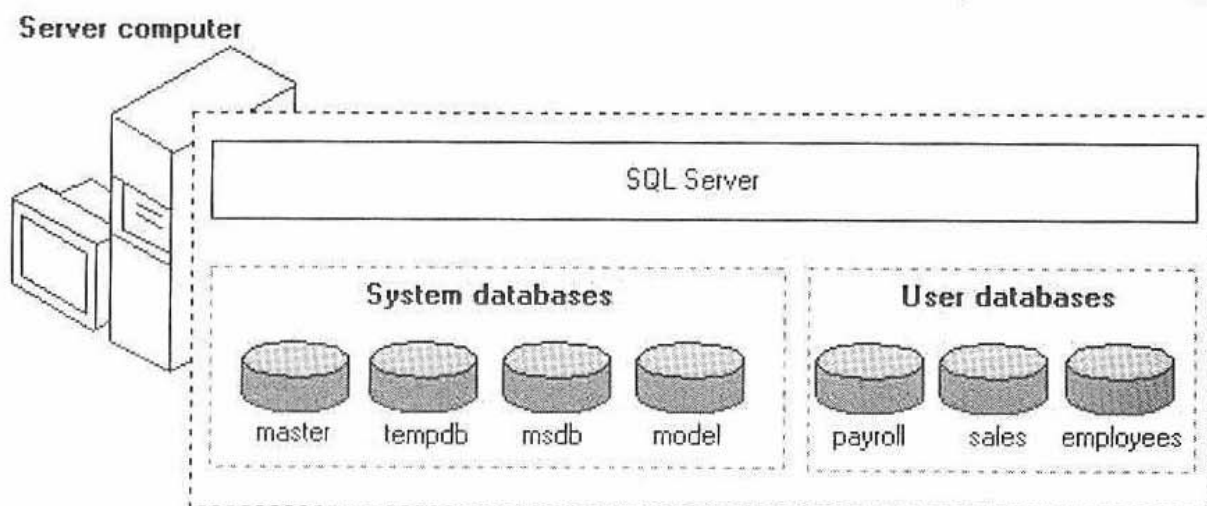 Server computer
SQL Server
System databases
User databases
master tempdb msdb model
payroll sales employees